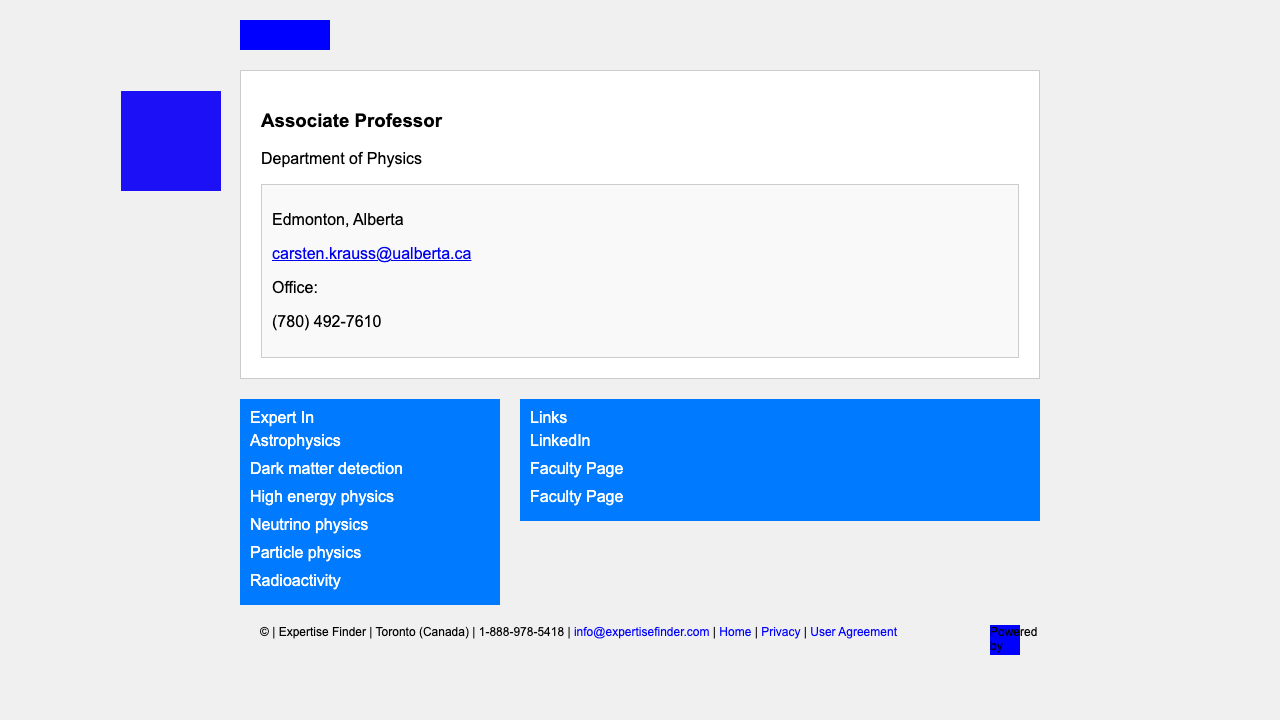 Associate Professor
Department of Physics
Edmonton, Alberta
carsten.krauss@ualberta.ca
Office:
(780) 492-7610
Expert In
Astrophysics
Dark matter detection
High energy physics
Neutrino physics
Particle physics
Radioactivity
Links
LinkedIn
Faculty Page
Faculty Page
© | Expertise Finder | Toronto (Canada) | 1-888-978-5418 | info@expertisefinder.com | Home | Privacy | User Agreement
Powered
by